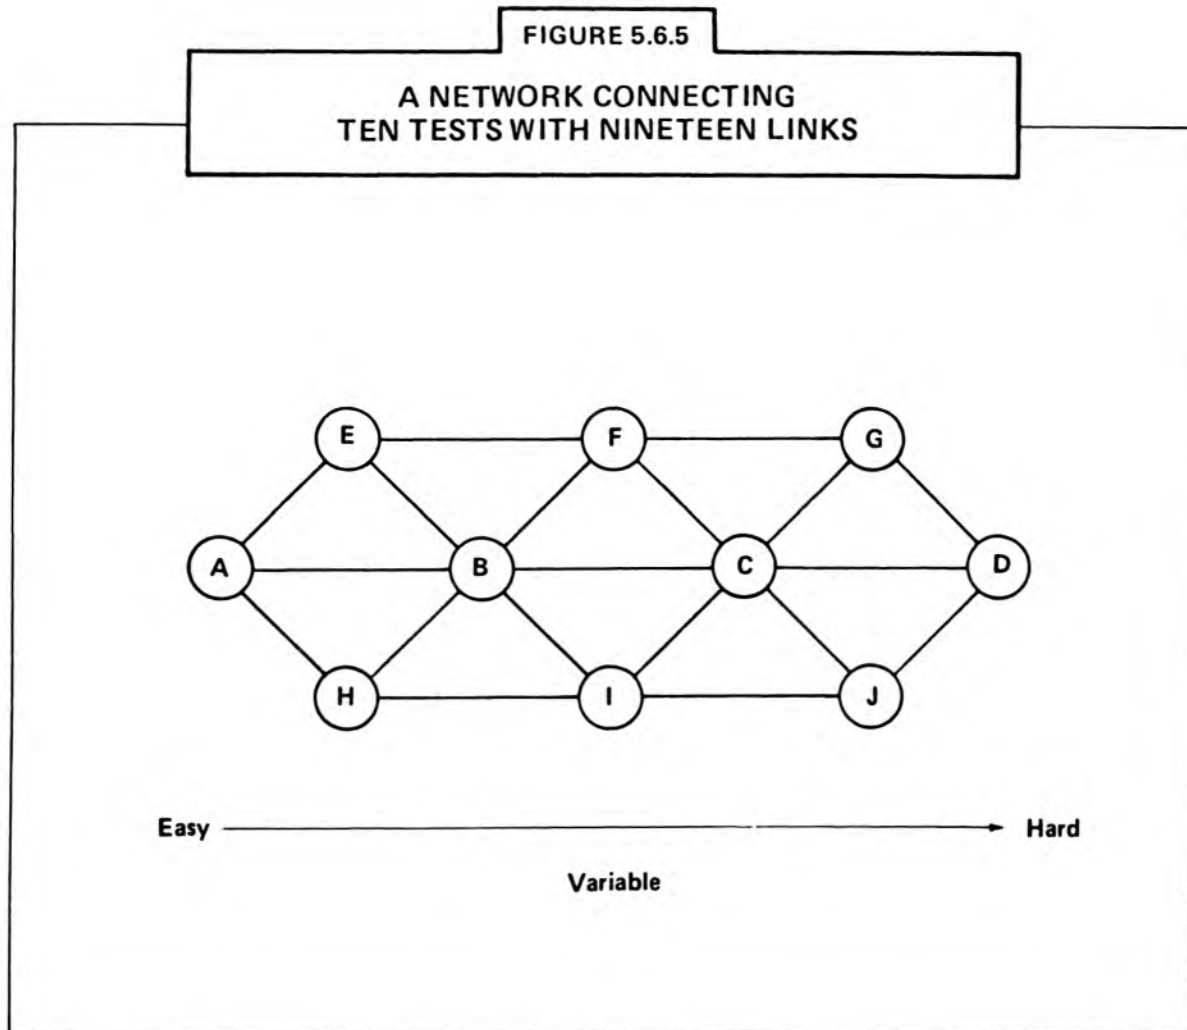 FIGURE 5.6.5
A NETWORK CONNECTING
TEN TESTS WITH NINETEEN LINKS
E F G
A B C D
H I J
Easy Hard
Variable